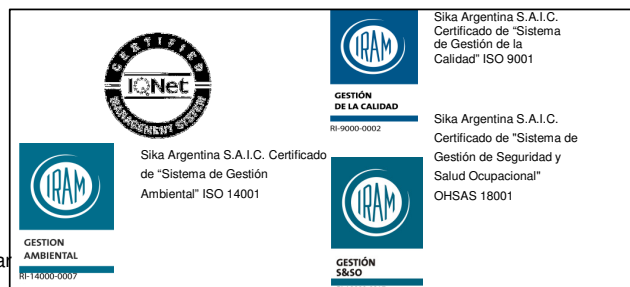 CERTIFIED
IQNet
MANAGEMENT SYSTEM
IRAM
GESTIÓN
DE LA CALIDAD
RI-9000-0002
Sika Argentina S.A.I.C.
Certificado de “Sistema
de Gestión de la
Calidad” ISO 9001
IRAM
GESTION
AMBIENTAL
RI-14000-0007
Sika Argentina S.A.I.C. Certificado
de “Sistema de Gestión
Ambiental” ISO 14001
IRAM
GESTIÓN
S&SO
Sika Argentina S.A.I.C.
Certificado de "Sistema de
Gestión de Seguridad y
Salud Ocupacional"
OHSAS 18001
ar